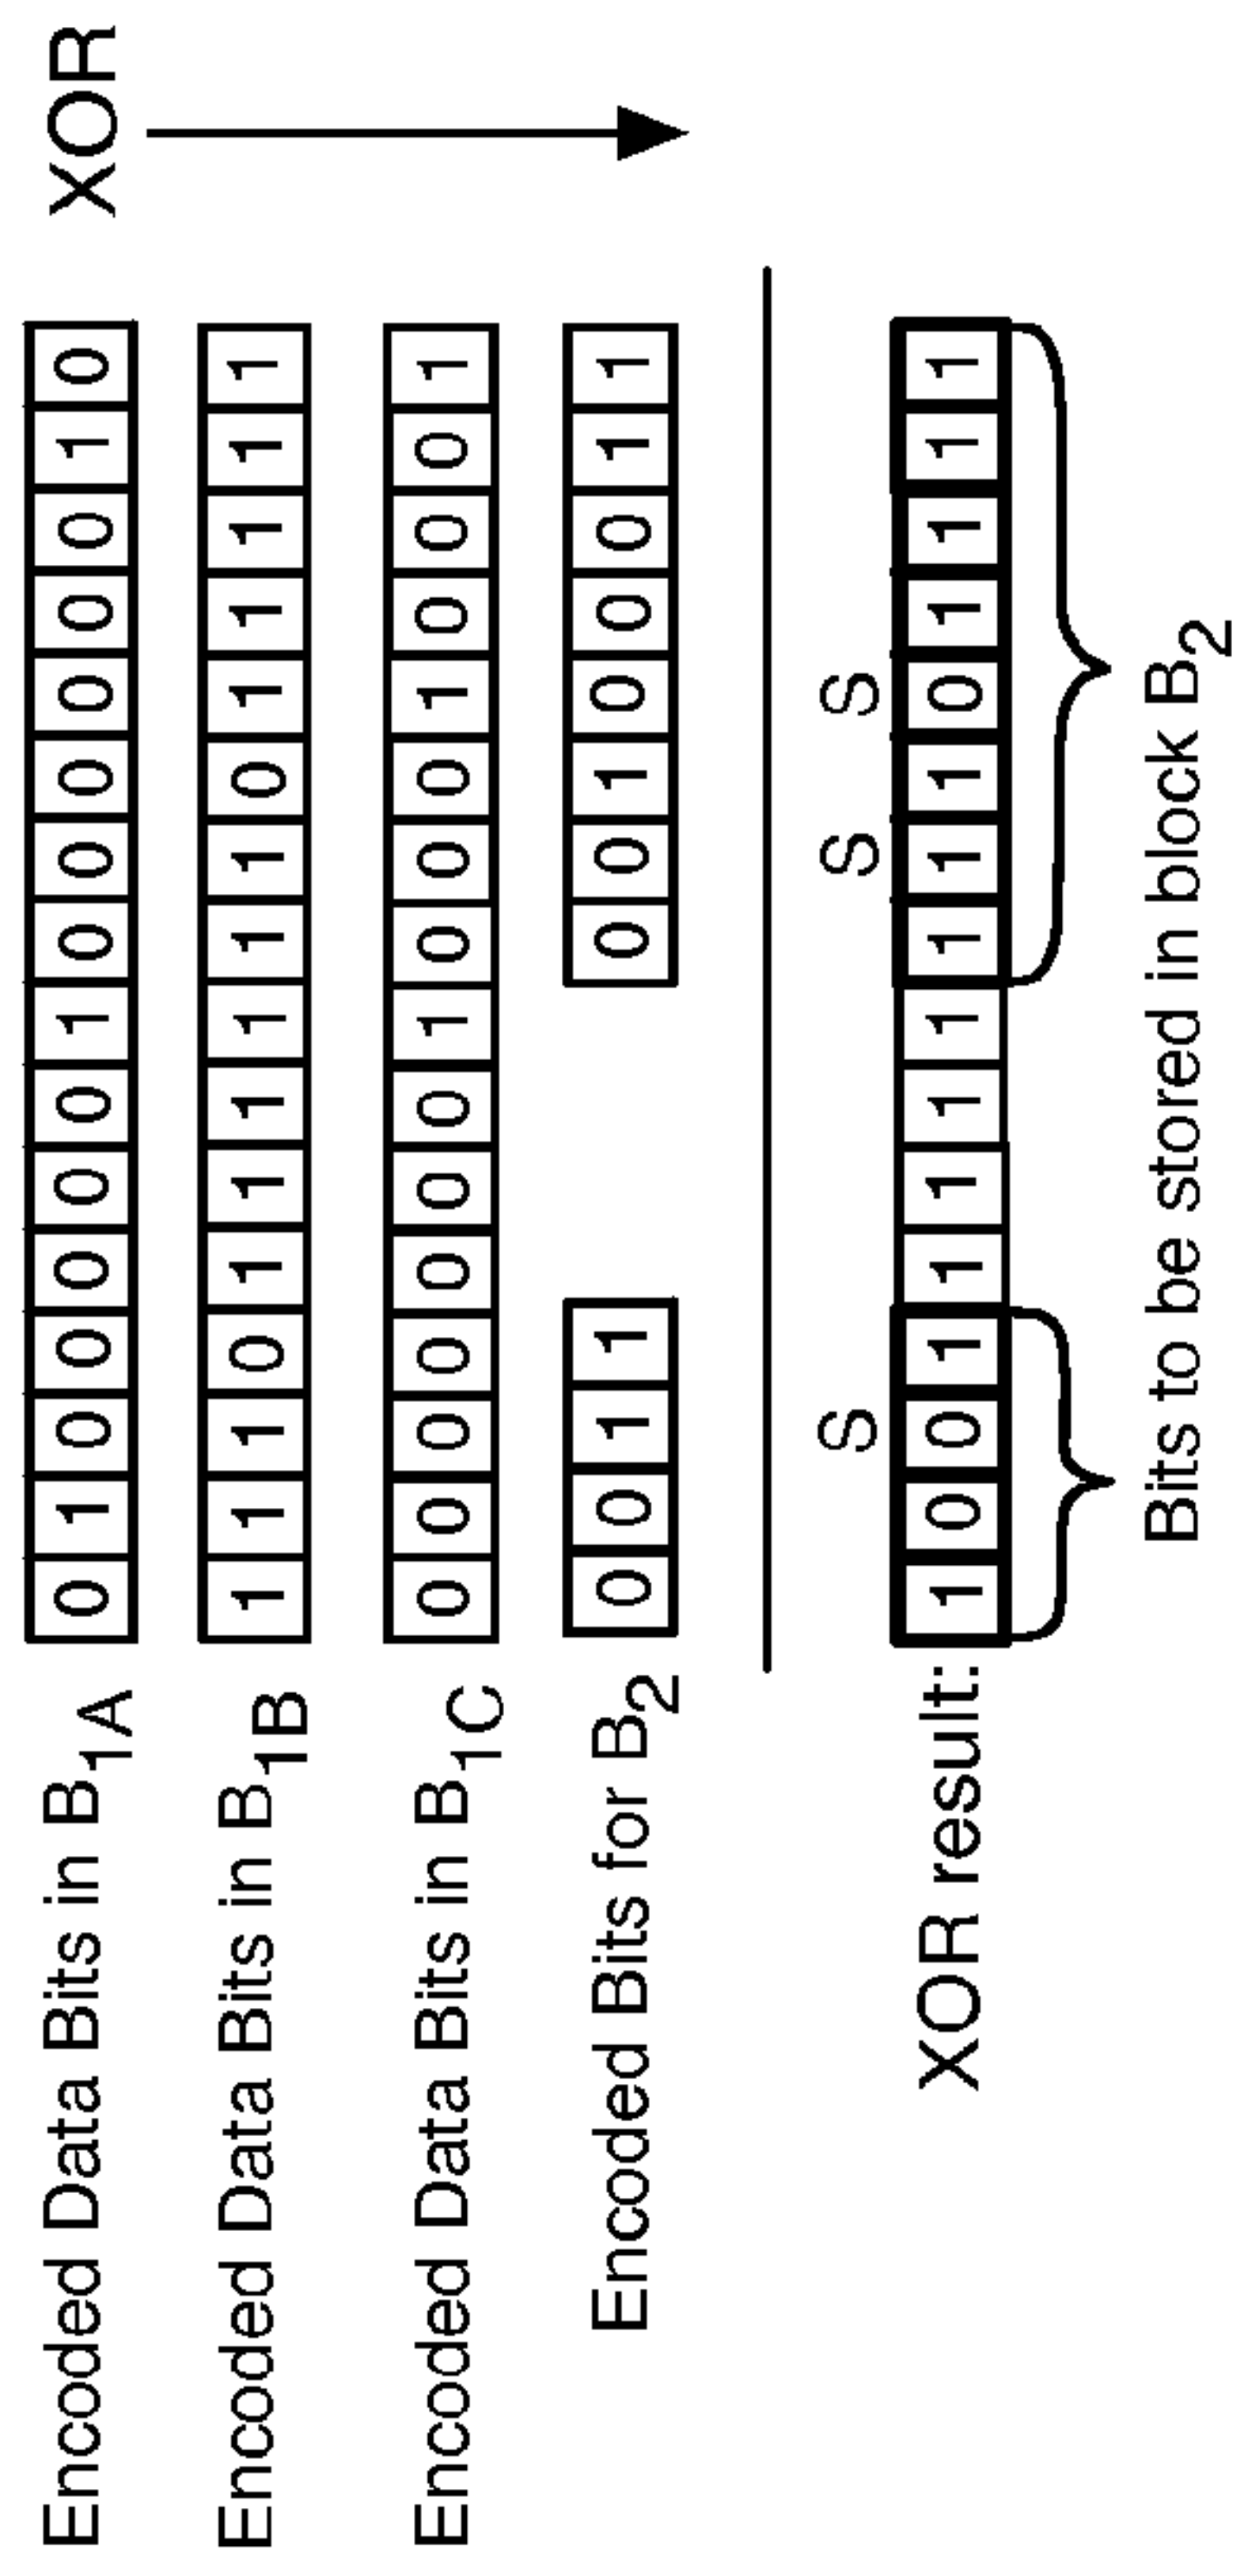 XOR
Encoded Data Bits in B1A 0 1 0 0 0 0 0 1 0 0 0 0 0 0 1 0
Encoded Data Bits in B1B 1 1 1 0 1 1 1 1 1 1 0 1 1 1 1 1
Encoded Data Bits in B1C 0 0 0 0 0 0 0 1 0 0 0 1 0 0 0 1
Encoded Bits for B2 0 0 1 1 0 0 1 0 0 0 1 1
S S S
XOR result: 1 0 0 1 1 1 1 1 1 1 1 0 1 1 1 1
Bits to be stored in block B2